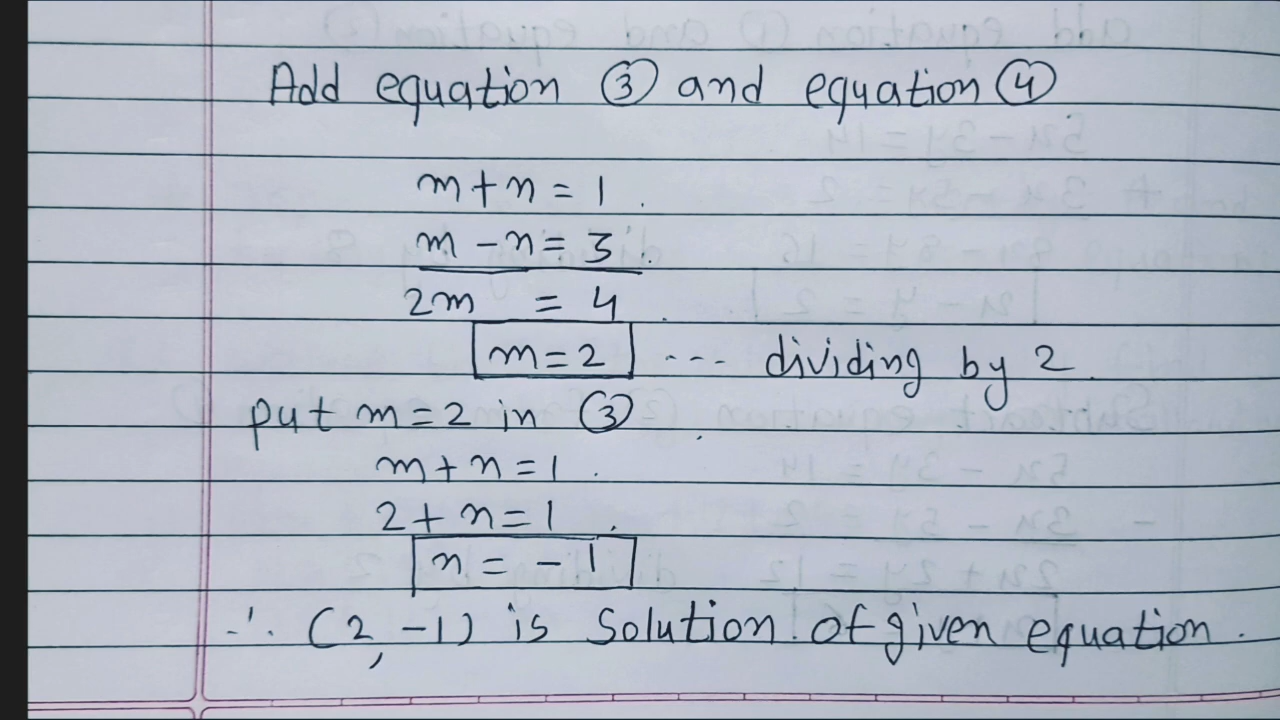 Add equation ③ and equation ④
m + n = 1
m - n = 3
2m = 4
m = 2 --- dividing by 2
put m = 2 in ③
m + n = 1
2 + n = 1
n = - 1
∴ (2, -1) is solution of given equation.